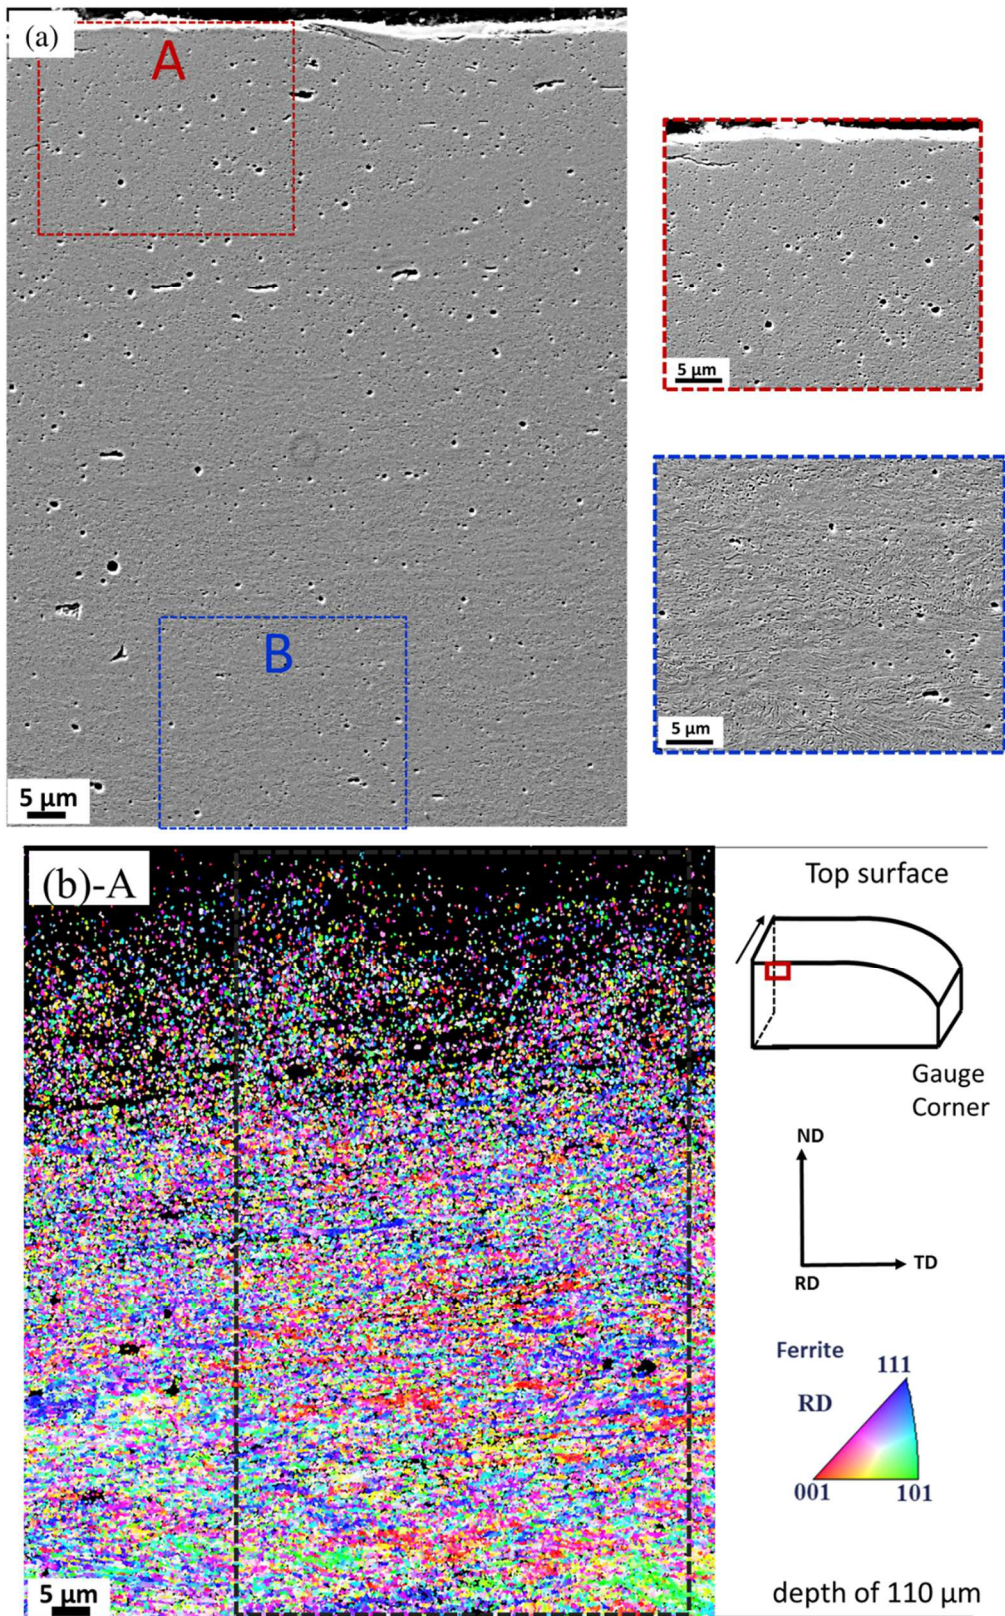 (a)
A
B
5 µm
5 µm
5 µm
(b)-A
5 µm
Top surface
Gauge
Corner
ND
TD
RD
Ferrite
111
RD
001
101
depth of 110 µm